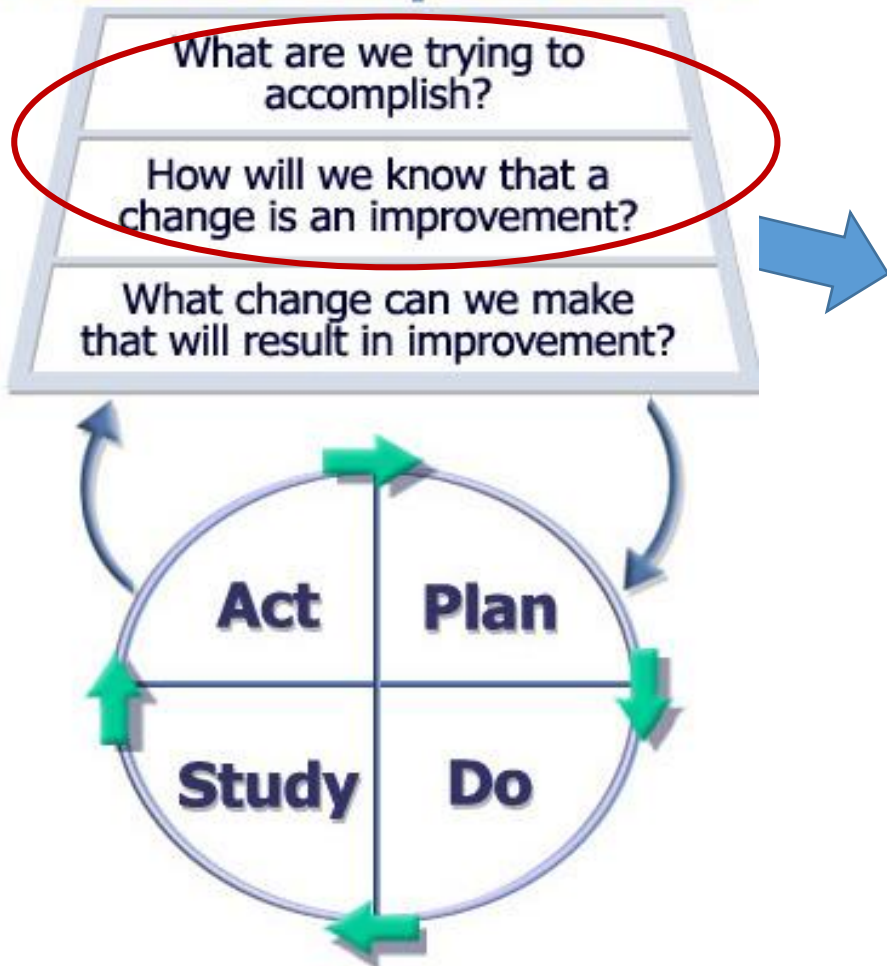 What are we trying to
accomplish?
How will we know that a
change is an improvement?
What change can we make
that will result in improvement?
Act
Plan
Study
Do